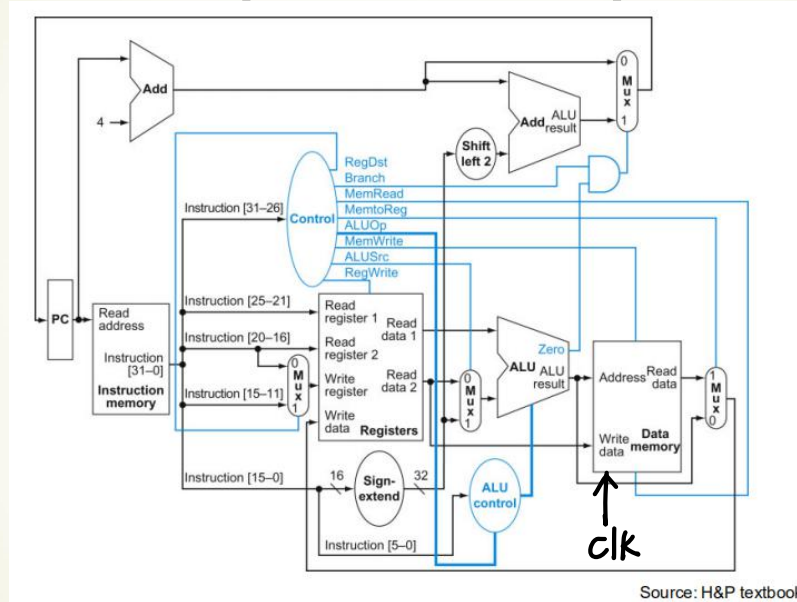 Add
4
Add ALU result
0
M
u
x
1
Shift
left 2
RegDst
Branch
MemRead
MemtoReg
ALUOp
MemWrite
ALUSrc
RegWrite
Control
Instruction [31–26]
Instruction [25–21]
Instruction [20–16]
Instruction [15–11]
Instruction [15–0]
Instruction [5–0]
PC
Read
address
Instruction
[31–0]
Instruction
memory
0
M
u
x
1
Read
register 1
Read
register 2
Write
register
Write
data
Read
data 1
Read
data 2
Registers
16
Sign-
extend
32
0
M
u
x
1
Zero
ALU ALU
result
ALU
control
Address
Read
data
Write
data
Data
memory
1
M
u
x
0
clk
Source: H&P textbook